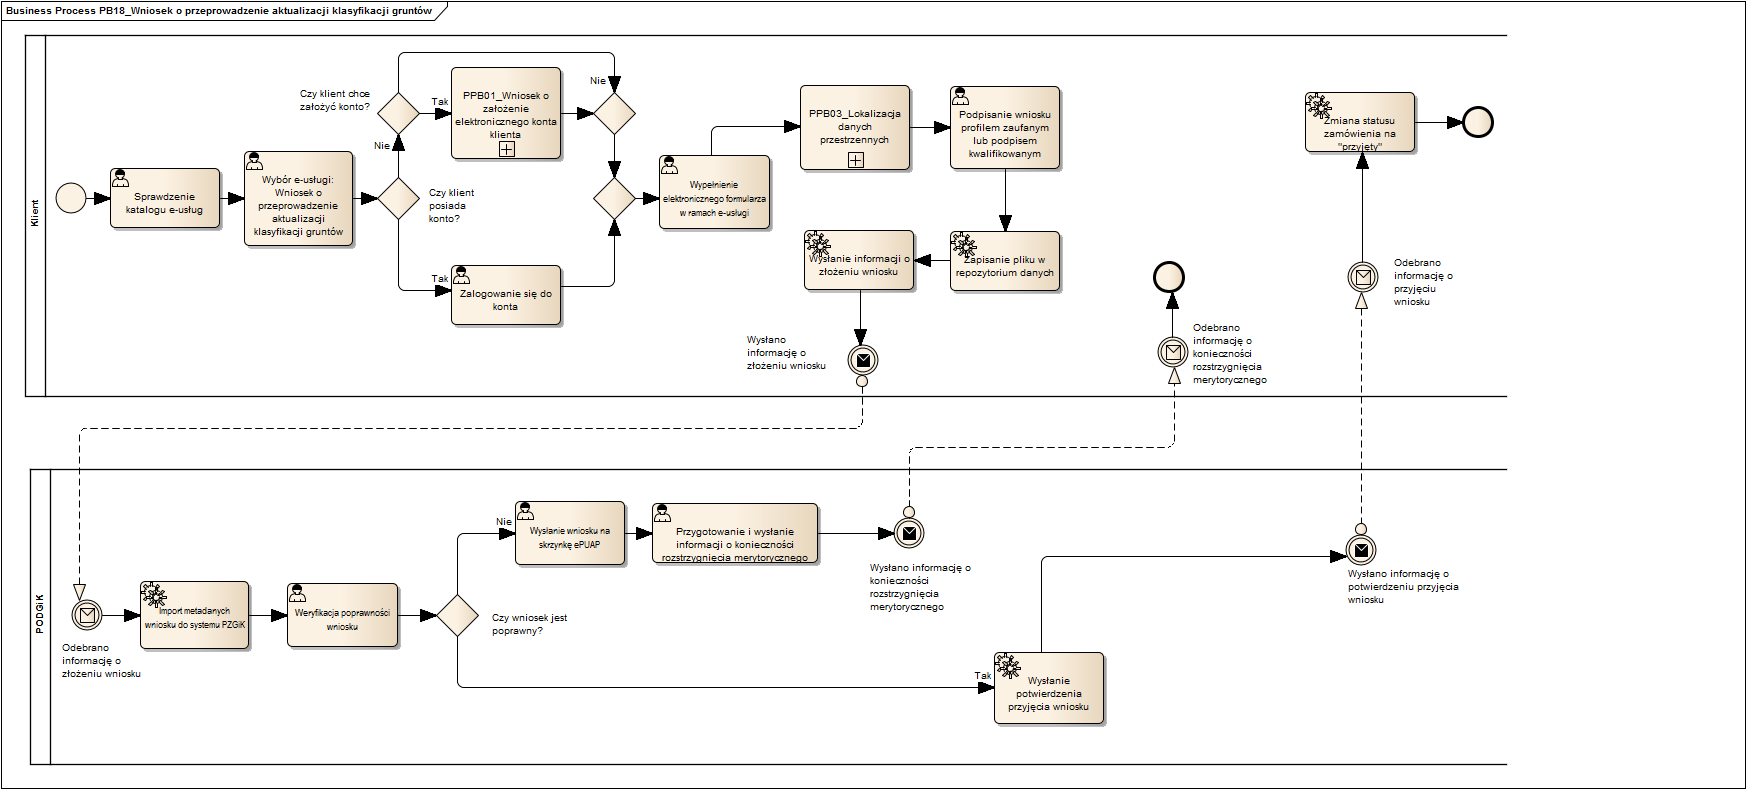 Business Process PB18_Wniosek o przeprowadzenie aktualizacji klasyfikacji gruntów
Klient
Sprawdzenie
katalogu e-usług
Wybór e-usługi:
Wniosek o
przeprowadzenie
aktualizacji
klasyfikacji gruntów
Czy klient
posiada
konto?
Nie
Tak
Czy klient chce
założyć konto?
Tak
Nie
PPB01_Wniosek o
założenie
elektronicznego konta
klienta
Zalogowanie się do
konta
Wypełnienie
elektronicznego formularza
w ramach e-usługi
PPB03_Lokalizacja
danych
przestrzennych
Podpisanie wniosku
profilem zaufanym
lub podpisem
kwalifikowanym
Zapisanie pliku w
repozytorium danych
Wysłanie informacji o
złożeniu wniosku
Wysłano
informację o
złożeniu wniosku
Odebrano
informację o
konieczności
rozstrzygnięcia
merytorycznego
Zmiana statusu
zamówienia na
"przyjęty"
Odebrano
informację o
przyjęciu
wniosku
PODGiK
Odebrano
informację o
złożeniu wniosku
Import metadanych
wniosku do systemu PZGiK
Weryfikacja poprawności
wniosku
Czy wniosek jest
poprawny?
Nie
Wysłanie wniosku na
skrzynkę ePUAP
Przygotowanie i wysłanie
informacji o konieczności
rozstrzygnięcia merytorycznego
Wysłano informację o
konieczności
rozstrzygnięcia
merytorycznego
Tak
Wysłanie
potwierdzenia
przyjęcia wniosku
Wysłano informację o
potwierdzeniu przyjęcia
wniosku